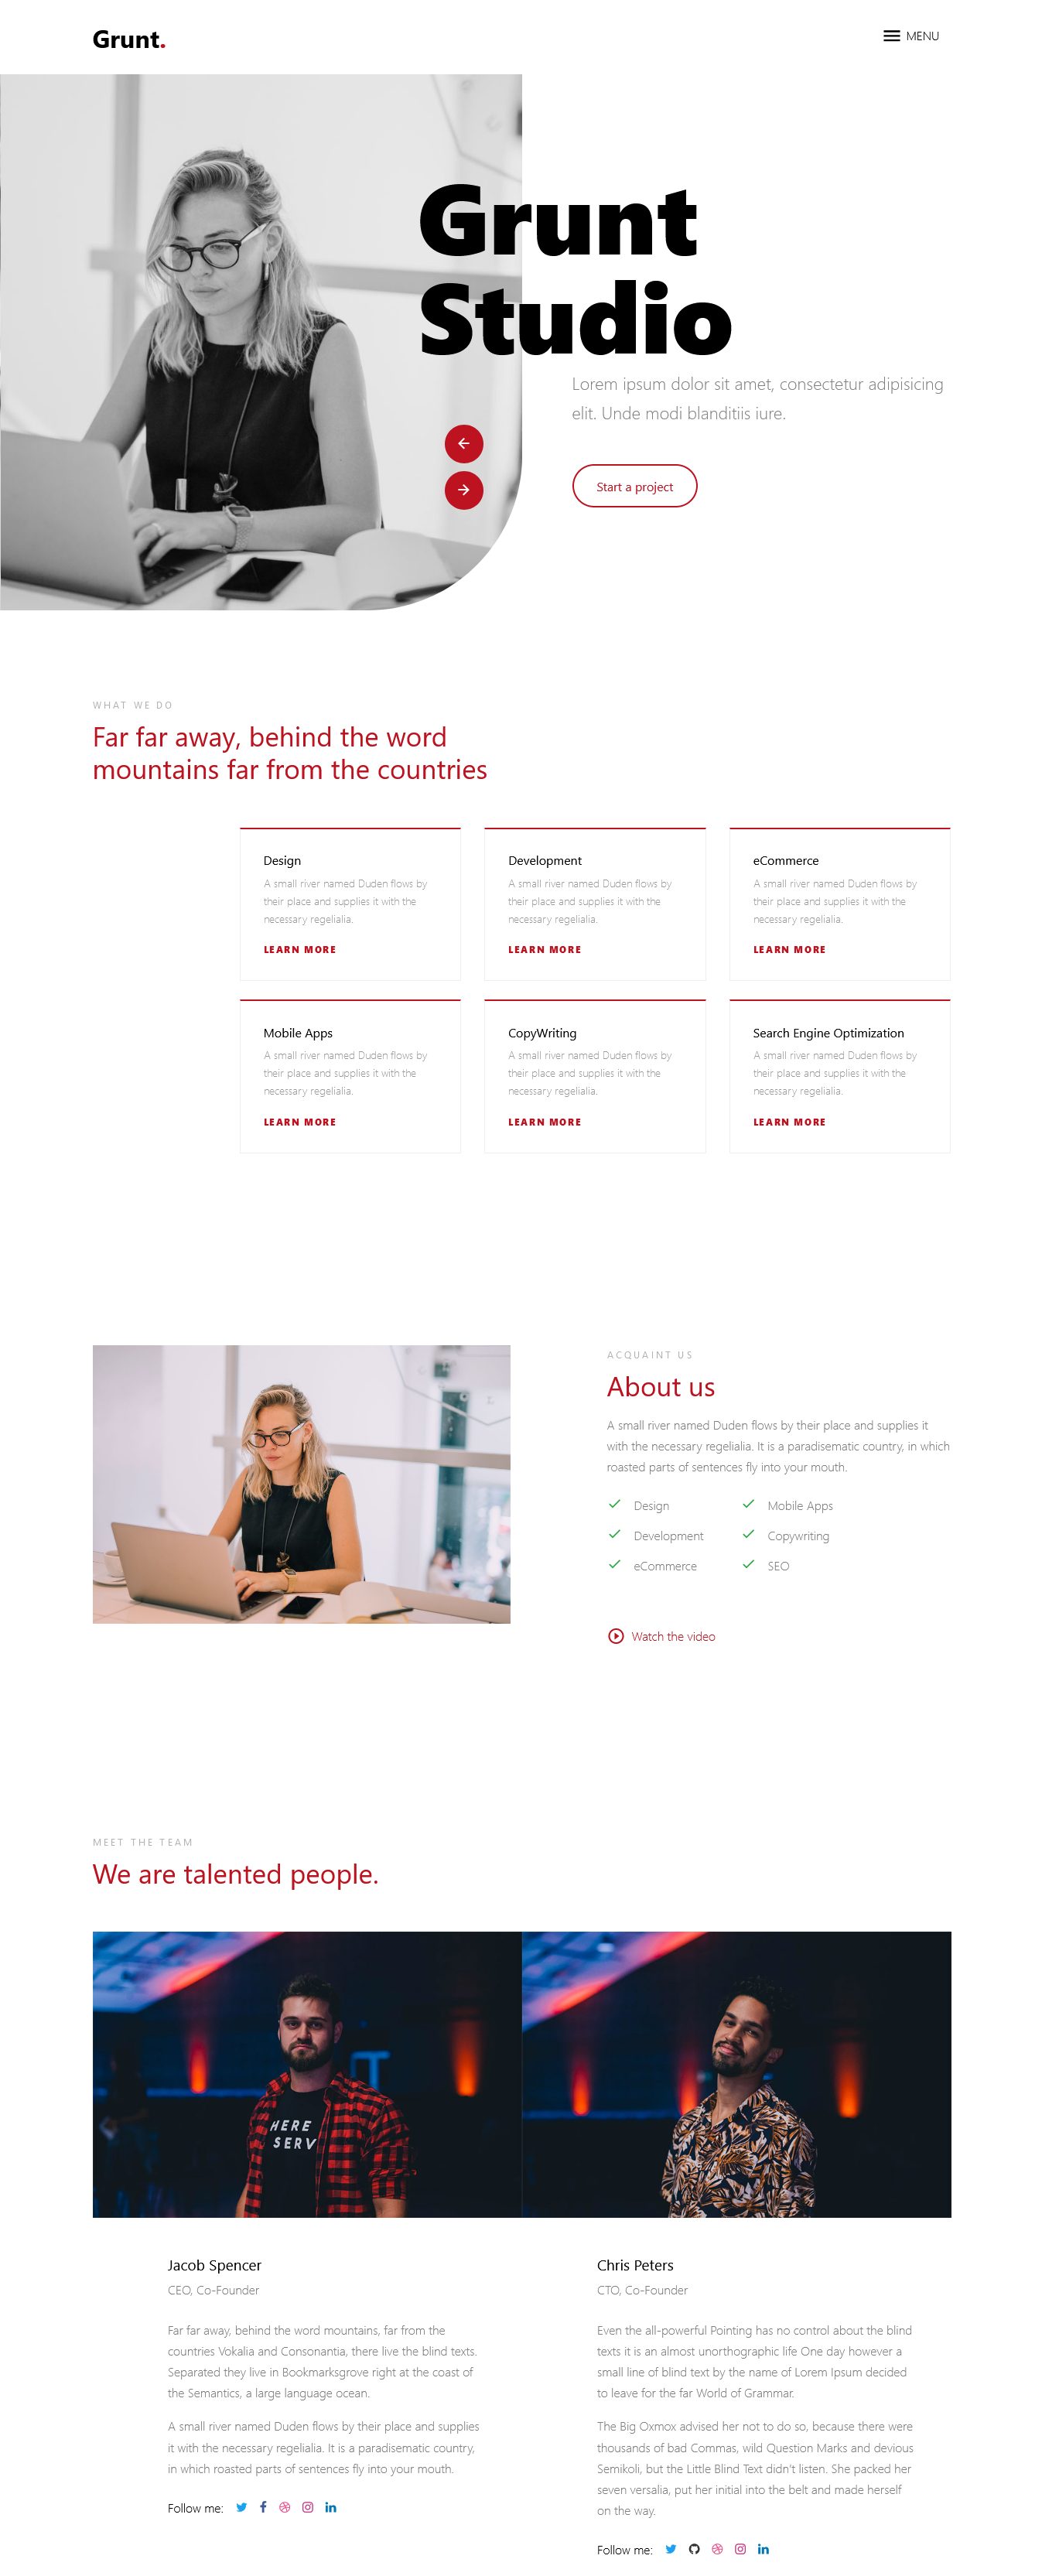 Grunt.
MENU
Grunt
Studio
Lorem ipsum dolor sit amet, consectetur adipisicing
elit. Unde modi blanditiis iure.
Start a project
WHAT WE DO
Far far away, behind the word
mountains far from the countries
Design
A small river named Duden flows by
their place and supplies it with the
necessary regelialia.
LEARN MORE
Development
A small river named Duden flows by
their place and supplies it with the
necessary regelialia.
LEARN MORE
eCommerce
A small river named Duden flows by
their place and supplies it with the
necessary regelialia.
LEARN MORE
Mobile Apps
A small river named Duden flows by
their place and supplies it with the
necessary regelialia.
LEARN MORE
CopyWriting
A small river named Duden flows by
their place and supplies it with the
necessary regelialia.
LEARN MORE
Search Engine Optimization
A small river named Duden flows by
their place and supplies it with the
necessary regelialia.
LEARN MORE
ACQUAINT US
About us
A small river named Duden flows by their place and supplies it
with the necessary regelialia. It is a paradisematic country, in which
roasted parts of sentences fly into your mouth.
Design
Development
eCommerce
Mobile Apps
Copywriting
SEO
Watch the video
MEET THE TEAM
We are talented people.
HERE
SERV
Jacob Spencer
CEO, Co-Founder
Far far away, behind the word mountains, far from the
countries Vokalia and Consonantia, there live the blind texts.
Separated they live in Bookmarksgrove right at the coast of
the Semantics, a large language ocean.
A small river named Duden flows by their place and supplies
it with the necessary regelialia. It is a paradisematic country,
in which roasted parts of sentences fly into your mouth.
Follow me:
Chris Peters
CTO, Co-Founder
Even the all-powerful Pointing has no control about the blind
texts it is an almost unorthographic life One day however a
small line of blind text by the name of Lorem Ipsum decided
to leave for the far World of Grammar.
The Big Oxmox advised her not to do so, because there were
thousands of bad Commas, wild Question Marks and devious
Semikoli, but the Little Blind Text didn't listen. She packed her
seven versalia, put her initial into the belt and made herself
on the way.
Follow me: